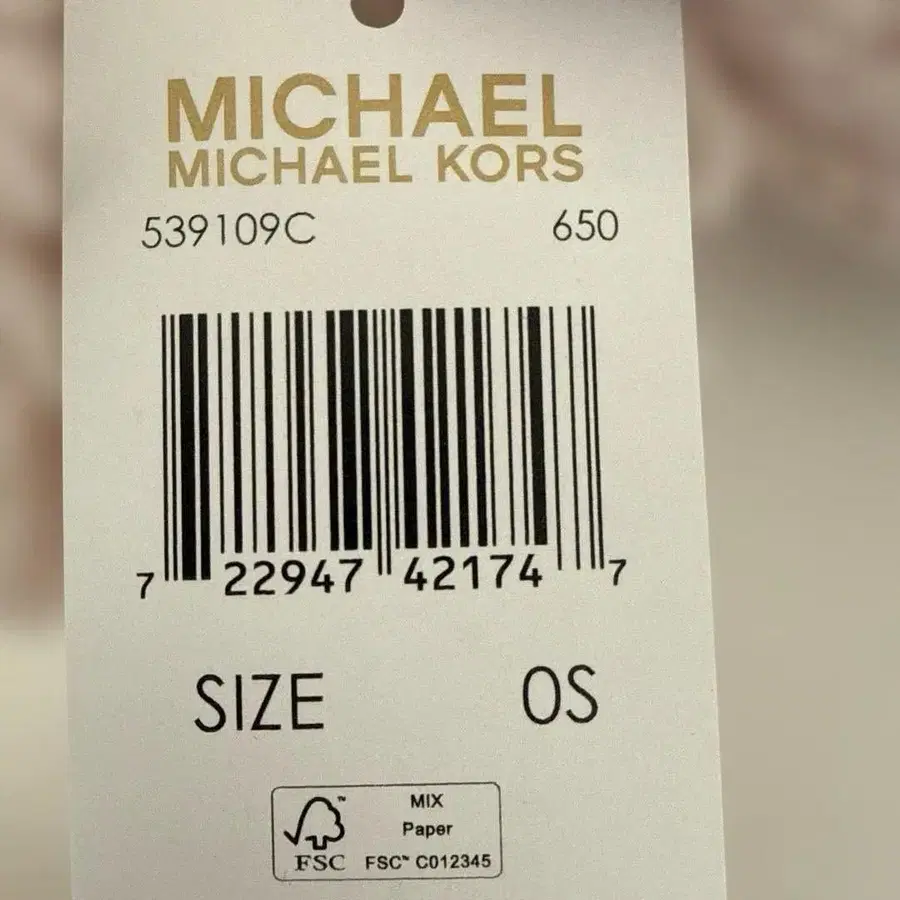 MICHAEL
MICHAEL KORS
539109C 650
7 22947 42174 7
SIZE OS
MIX
Paper
FSC FSC™ C012345